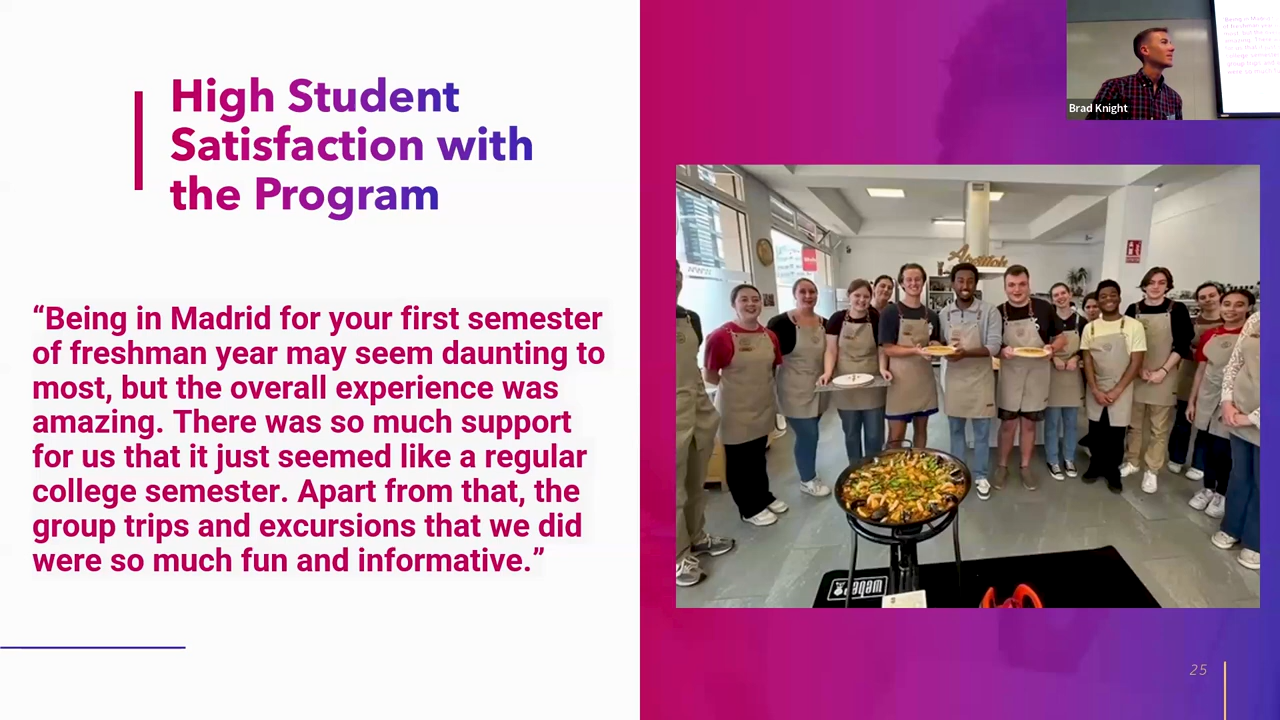 High Student
Satisfaction with
the Program
“Being in Madrid for your first semester
of freshman year may seem daunting to
most, but the overall experience was
amazing. There was so much support
for us that it just seemed like a regular
college semester. Apart from that, the
group trips and excursions that we did
were so much fun and informative.”
Brad Knight
25